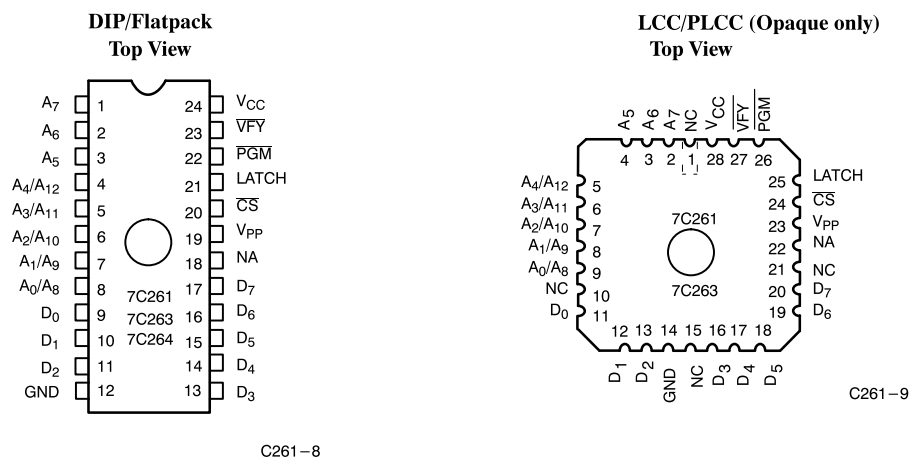 DIP/Flatpack
Top View
A7 1 24 VCC
A6 2 23 V̅F̅Y̅
A5 3 22 P̅G̅M̅
A4/A12 4 21 LATCH
A3/A11 5 20 C̅S̅
A2/A10 6 19 VPP
A1/A9 7 18 NA
A0/A8 8 17 D7
7C261
D0 9 16 D6
7C263
D1 10 15 D5
7C264
D2 11 14 D4
GND 12 13 D3
C261−8
LCC/PLCC (Opaque only)
Top View
A5 A6 A7 NC VCC V̅F̅Y̅ P̅G̅M̅
4 3 2 1 28 27 26
A4/A12 5 25 LATCH
A3/A11 6 24 C̅S̅
7C261
A2/A10 7 23 VPP
A1/A9 8 22 NA
A0/A8 9 21 NC
7C263
NC 10 20 D7
D0 11 19 D6
12 13 14 15 16 17 18
D1 D2 GND NC D3 D4 D5
C261−9